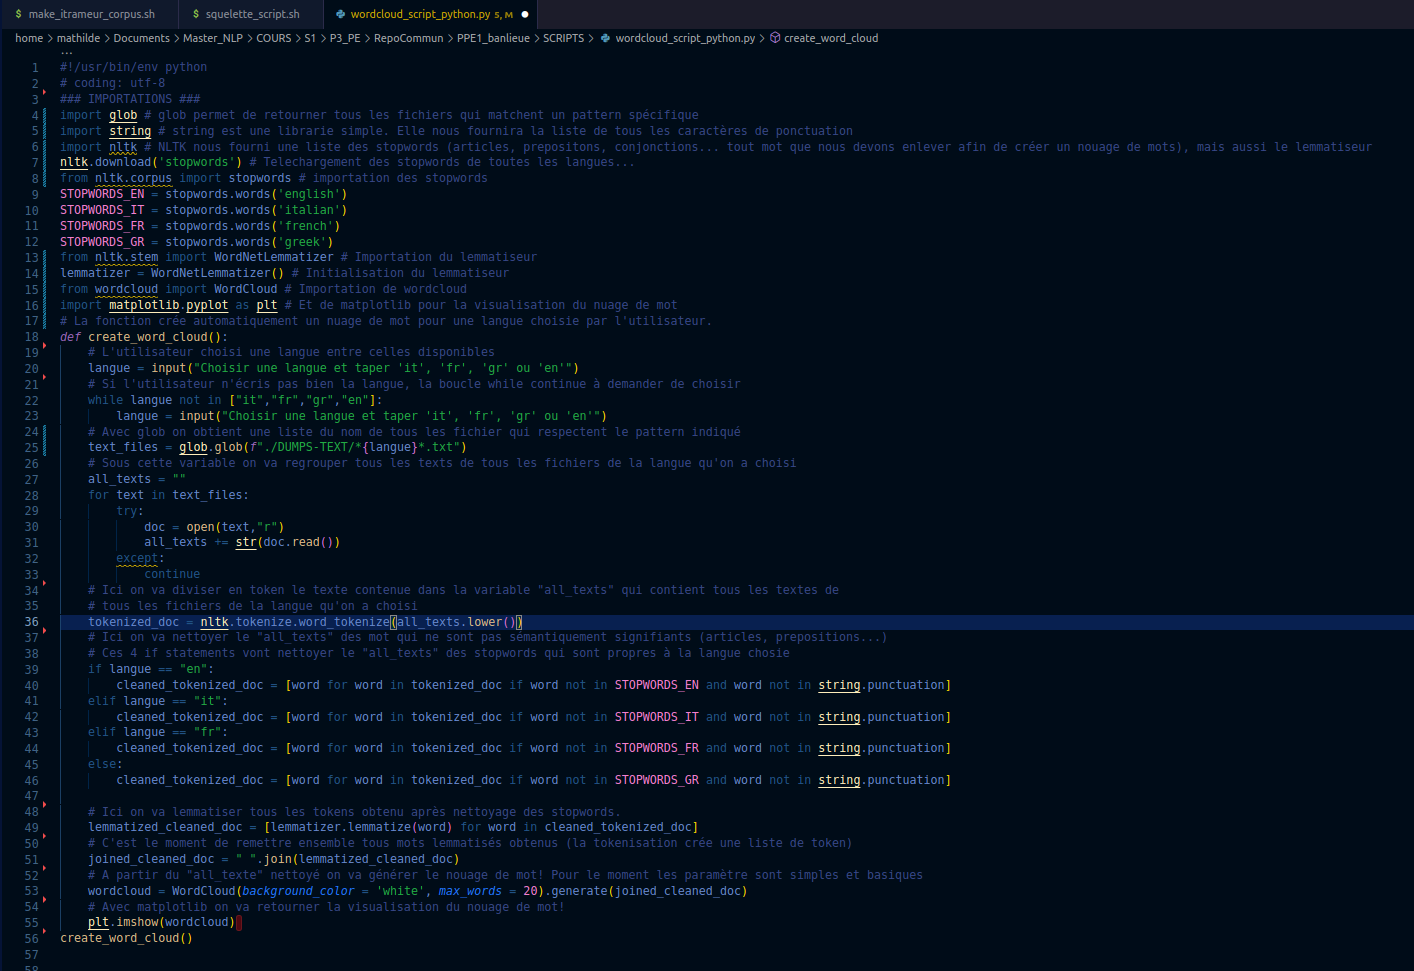 $ make_itrameur_corpus.sh $ squelette_script.sh wordcloud_script_python.py 5, M
home > mathilde > Documents > Master_NLP > COURS > S1 > P3_PE > RepoCommun > PPE1_banlieue > SCRIPTS > wordcloud_script_python.py > create_word_cloud
...
1 #!/usr/bin/env python
2 # coding: utf-8
3 ### IMPORTATIONS ###
4 import glob # glob permet de retourner tous les fichiers qui matchent un pattern spécifique
5 import string # string est une librarie simple. Elle nous fournira la liste de tous les caractères de ponctuation
6 import nltk # NLTK nous fourni une liste des stopwords (articles, prepositons, conjonctions... tout mot que nous devons enlever afin de créer un nouage de mots), mais aussi le lemmatiseur
7 nltk.download('stopwords') # Telechargement des stopwords de toutes les langues...
8 from nltk.corpus import stopwords # importation des stopwords
9 STOPWORDS_EN = stopwords.words('english')
10 STOPWORDS_IT = stopwords.words('italian')
11 STOPWORDS_FR = stopwords.words('french')
12 STOPWORDS_GR = stopwords.words('greek')
13 from nltk.stem import WordNetLemmatizer # Importation du lemmatiseur
14 lemmatizer = WordNetLemmatizer() # Initialisation du lemmatiseur
15 from wordcloud import WordCloud # Importation de wordcloud
16 import matplotlib.pyplot as plt # Et de matplotlib pour la visualisation du nuage de mot
17 # La fonction crée automatiquement un nuage de mot pour une langue choisie par l'utilisateur.
18 def create_word_cloud():
19 # L'utilisateur choisi une langue entre celles disponibles
20 langue = input("Choisir une langue et taper 'it', 'fr', 'gr' ou 'en'")
21 # Si l'utilisateur n'écris pas bien la langue, la boucle while continue à demander de choisir
22 while langue not in ["it","fr","gr","en"]:
23 langue = input("Choisir une langue et taper 'it', 'fr', 'gr' ou 'en'")
24 # Avec glob on obtient une liste du nom de tous les fichier qui respectent le pattern indiqué
25 text_files = glob.glob(f"./DUMPS-TEXT/*{langue}*.txt")
26 # Sous cette variable on va regrouper tous les texts de tous les fichiers de la langue qu'on a choisi
27 all_texts = ""
28 for text in text_files:
29 try:
30 doc = open(text,"r")
31 all_texts += str(doc.read())
32 except:
33 continue
34 # Ici on va diviser en token le texte contenue dans la variable "all_texts" qui contient tous les textes de
35 # tous les fichiers de la langue qu'on a choisi
36 tokenized_doc = nltk.tokenize.word_tokenize(all_texts.lower())
37 # Ici on va nettoyer le "all_texts" des mot qui ne sont pas sémantiquement signifiants (articles, prepositions...)
38 # Ces 4 if statements vont nettoyer le "all_texts" des stopwords qui sont propres à la langue chosie
39 if langue == "en":
40 cleaned_tokenized_doc = [word for word in tokenized_doc if word not in STOPWORDS_EN and word not in string.punctuation]
41 elif langue == "it":
42 cleaned_tokenized_doc = [word for word in tokenized_doc if word not in STOPWORDS_IT and word not in string.punctuation]
43 elif langue == "fr":
44 cleaned_tokenized_doc = [word for word in tokenized_doc if word not in STOPWORDS_FR and word not in string.punctuation]
45 else:
46 cleaned_tokenized_doc = [word for word in tokenized_doc if word not in STOPWORDS_GR and word not in string.punctuation]
47
48 # Ici on va lemmatiser tous les tokens obtenu après nettoyage des stopwords.
49 lemmatized_cleaned_doc = [lemmatizer.lemmatize(word) for word in cleaned_tokenized_doc]
50 # C'est le moment de remettre ensemble tous mots lemmatisés obtenus (la tokenisation crée une liste de token)
51 joined_cleaned_doc = " ".join(lemmatized_cleaned_doc)
52 # A partir du "all_texte" nettoyé on va générer le nouage de mot! Pour le moment les paramètre sont simples et basiques
53 wordcloud = WordCloud(background_color = 'white', max_words = 20).generate(joined_cleaned_doc)
54 # Avec matplotlib on va retourner la visualisation du nouage de mot!
55 plt.imshow(wordcloud)
56 create_word_cloud()
57
58